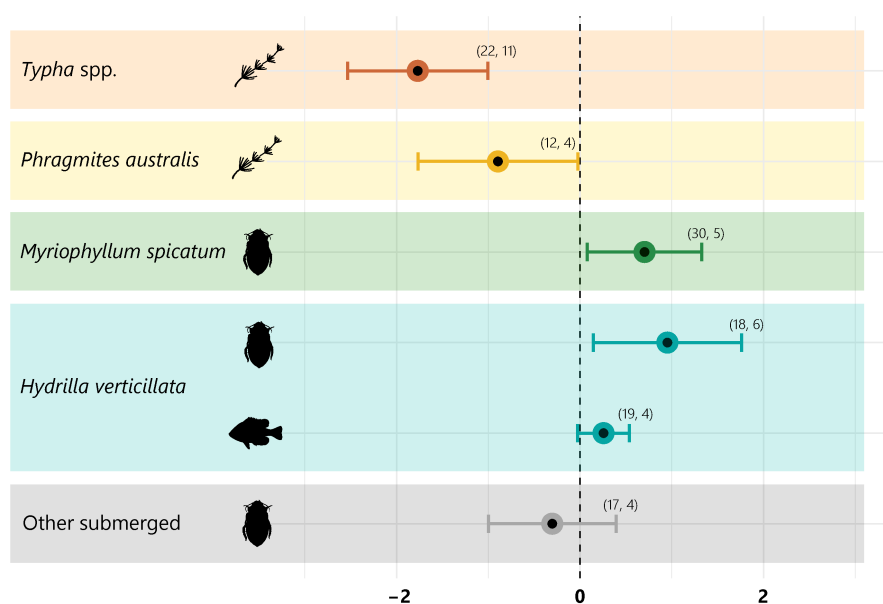 (22, 11)
Typha spp.
(12, 4)
Phragmites australis
(30, 5)
Myriophyllum spicatum
(18, 6)
Hydrilla verticillata
(19, 4)
(17, 4)
Other submerged
−2 0 2